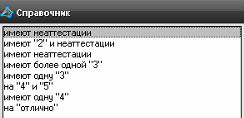 Справочник
имеют неаттестации
имеют "2" и неаттестации
имеют неаттестации
имеют более одной "3"
имеют одну "3"
на "4" и "5"
имеют одну "4"
на "отлично"